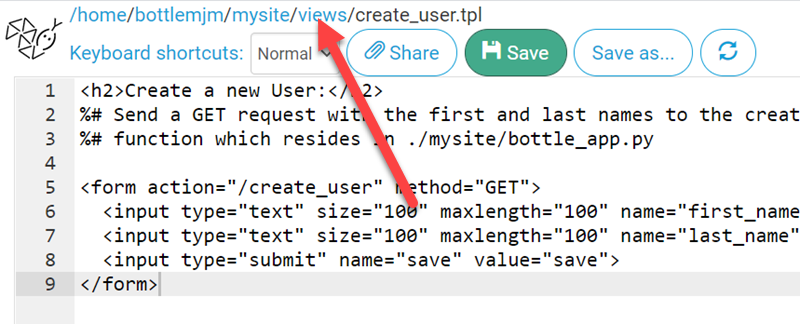 /home/bottlemjm/mysite/views/create_user.tpl
Keyboard shortcuts: Normal Share Save Save as...
1 <h2>Create a new User:</h2>
2 %# Send a GET request with the first and last names to the creat
3 %# function which resides in ./mysite/bottle_app.py
4
5 <form action="/create_user" method="GET">
6 <input type="text" size="100" maxlength="100" name="first_name
7 <input type="text" size="100" maxlength="100" name="last_name"
8 <input type="submit" name="save" value="save">
9 </form>